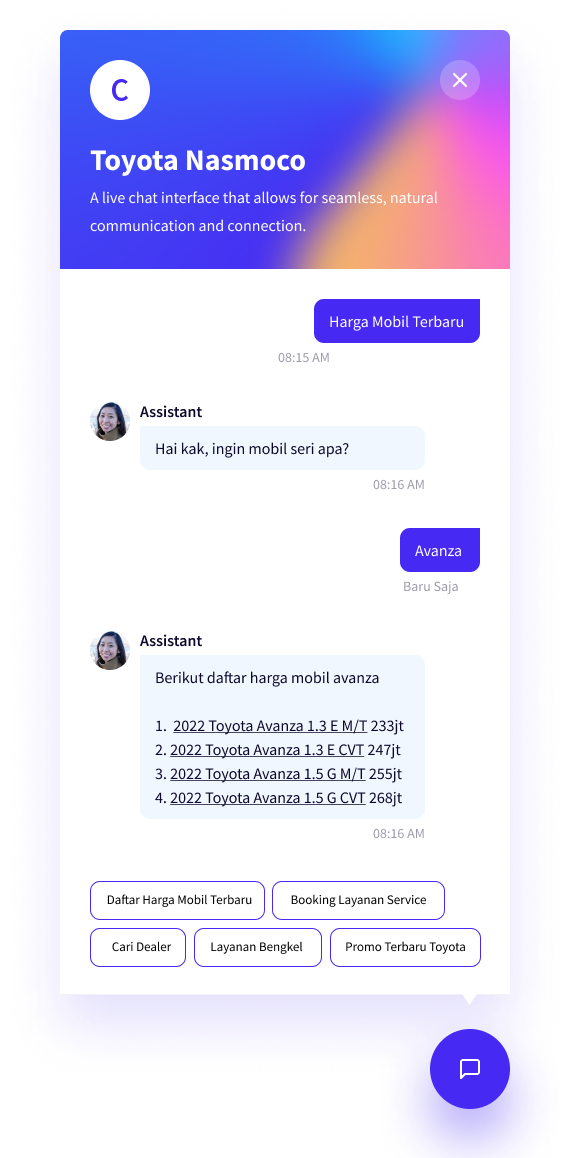 C
Toyota Nasmoco
A live chat interface that allows for seamless, natural
communication and connection.
Harga Mobil Terbaru
08:15 AM
Assistant
Hai kak, ingin mobil seri apa?
08:16 AM
Avanza
Baru Saja
Assistant
Berikut daftar harga mobil avanza
1. 2022 Toyota Avanza 1.3 E M/T 233jt
2. 2022 Toyota Avanza 1.3 E CVT 247jt
3. 2022 Toyota Avanza 1.5 G M/T 255jt
4. 2022 Toyota Avanza 1.5 G CVT 268jt
08:16 AM
Daftar Harga Mobil Terbaru
Booking Layanan Service
Cari Dealer
Layanan Bengkel
Promo Terbaru Toyota